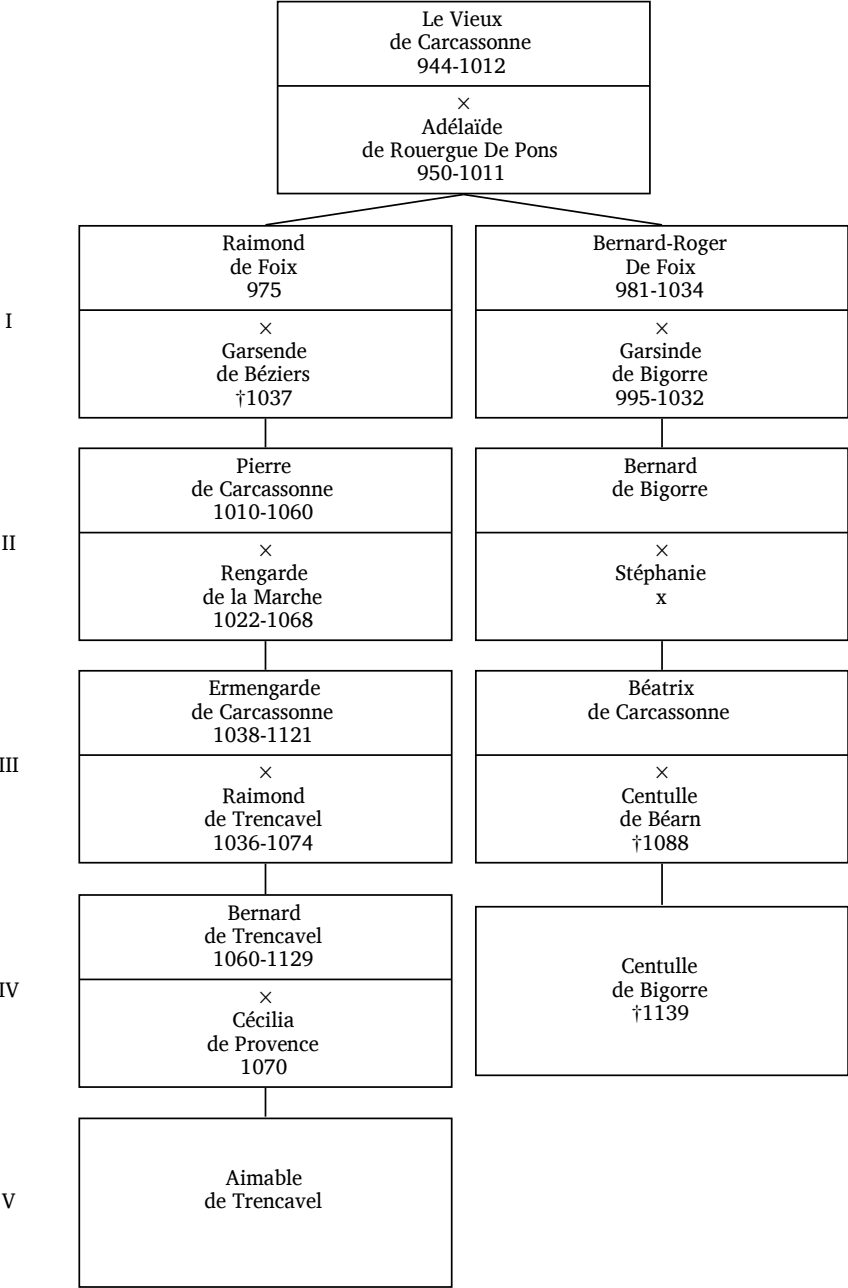 Le Vieux
de Carcassonne
944-1012
×
Adélaïde
de Rouergue De Pons
950-1011
I
Raimond
de Foix
975
×
Garsende
de Béziers
†1037
Bernard-Roger
De Foix
981-1034
×
Garsinde
de Bigorre
995-1032
II
Pierre
de Carcassonne
1010-1060
×
Rengarde
de la Marche
1022-1068
Bernard
de Bigorre
×
Stéphanie
x
III
Ermengarde
de Carcassonne
1038-1121
×
Raimond
de Trencavel
1036-1074
Béatrix
de Carcassonne
×
Centulle
de Béarn
†1088
IV
Bernard
de Trencavel
1060-1129
×
Cécilia
de Provence
1070
Centulle
de Bigorre
†1139
V
Aimable
de Trencavel